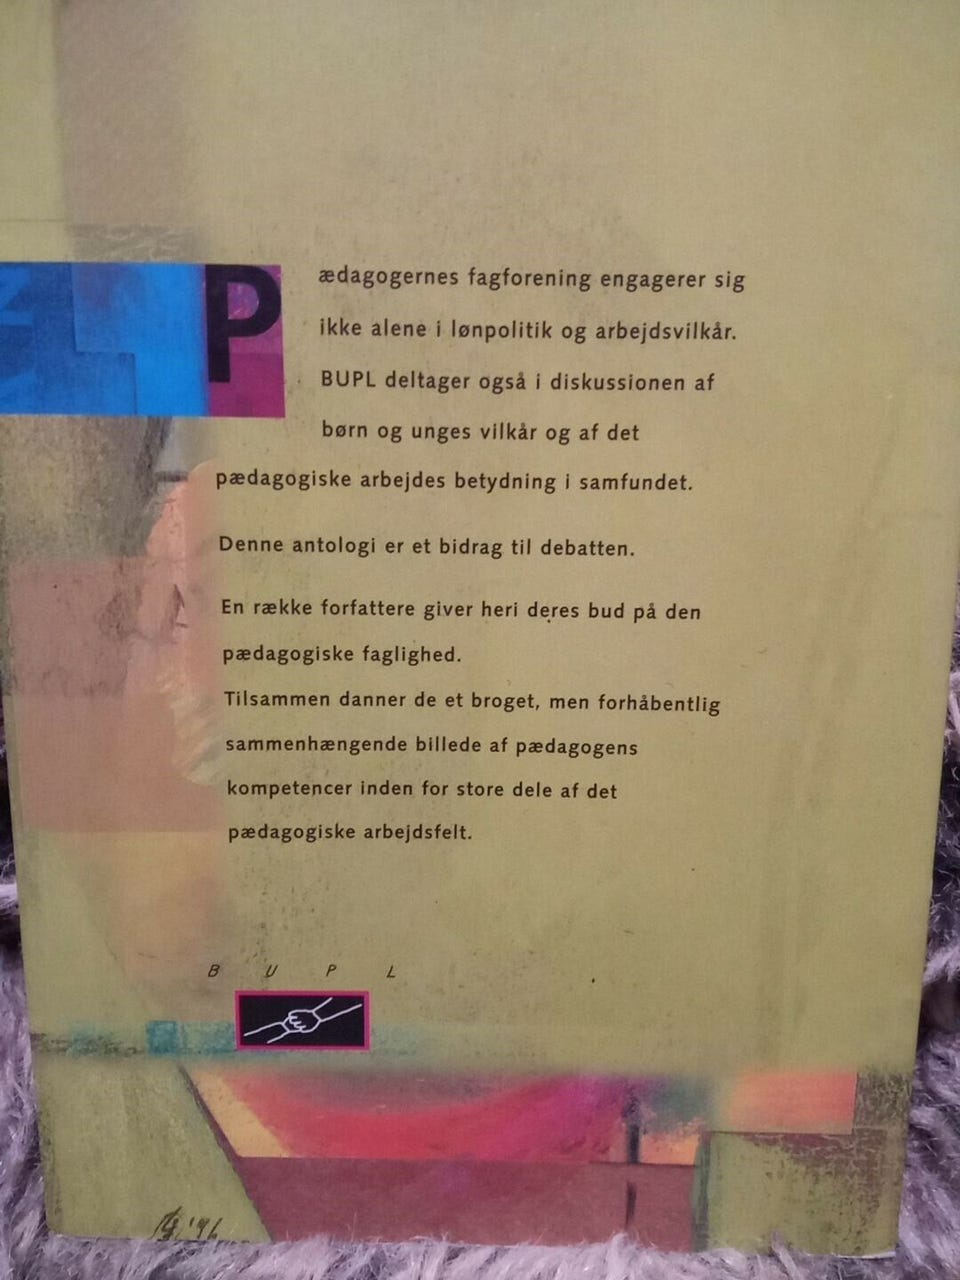 Pædagogernes fagforening engagerer sig
ikke alene i lønpolitik og arbejdsvilkår.
BUPL deltager også i diskussionen af
børn og unges vilkår og af det
pædagogiske arbejdes betydning i samfundet.
Denne antologi er et bidrag til debatten.
En række forfattere giver heri deres bud på den
pædagogiske faglighed.
Tilsammen danner de et broget, men forhåbentlig
sammenhængende billede af pædagogens
kompetencer inden for store dele af det
pædagogiske arbejdsfelt.
B U P L
'96